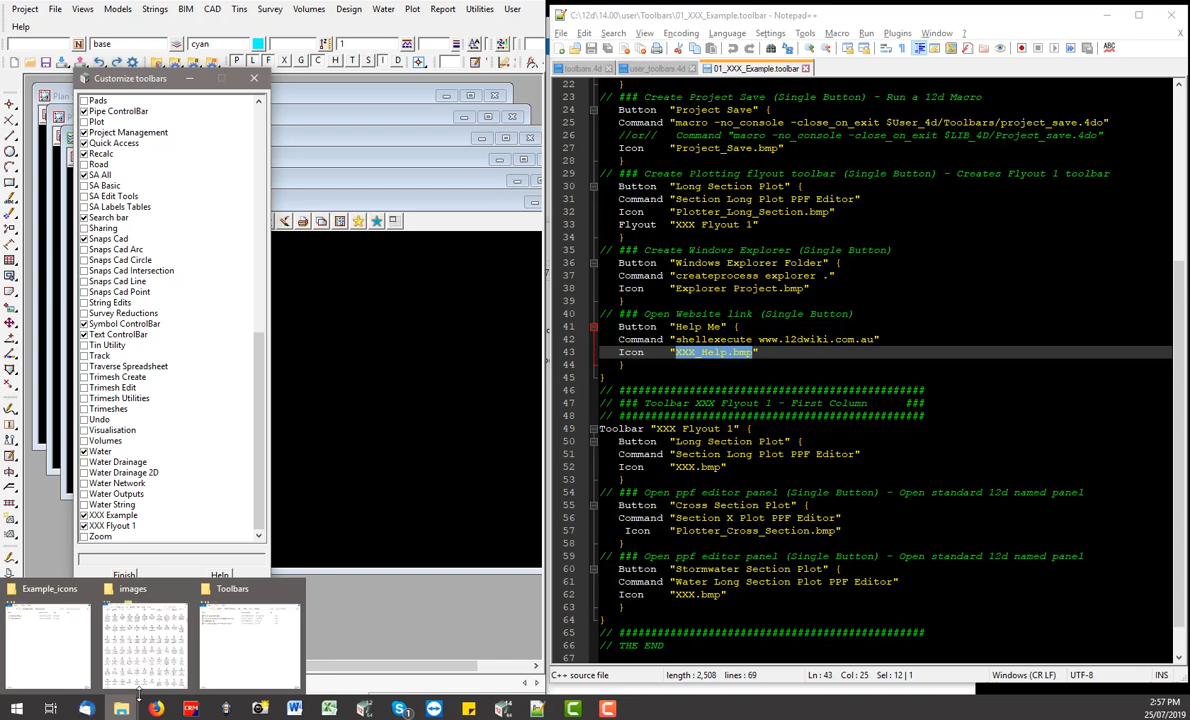 Project File Views Models Strings BIM CAD Tins Survey Volumes Design Water Plot Report Utilities User
Help
base
cyan
1
P L F X G C H I D
Plan
Customize toolbars
Pads
Pipe ControlBar
Plot
Project Management
Quick Access
Recalc
Road
SA All
SA Basic
SA Edit Tools
SA Labels Tables
Search bar
Sharing
Snaps Cad
Snaps Cad Arc
Snaps Cad Circle
Snaps Cad Intersection
Snaps Cad Line
Snaps Cad Point
String Edits
Survey Reductions
Symbol ControlBar
Text ControlBar
Tin Utility
Track
Traverse Spreadsheet
Trimesh Create
Trimesh Edit
Trimesh Utilities
Trimeshes
Undo
Visualisation
Volumes
Water
Water Drainage
Water Drainage 2D
Water Network
Water Outputs
Water String
XXX Example
XXX Flyout 1
Zoom
Finish Help
Example_icons images Toolbars
C:\12d\14.00\user\Toolbars\01_XXX_Example.toolbar - Notepad++
File Edit Search View Encoding Language Settings Tools Macro Run Plugins Window ?
toolbars.4d user_toolbars.4d 01_XXX_Example.toolbar
22 }
23 // ### Create Project Save (Single Button) - Run a 12d Macro
24 Button "Project Save" {
25 Command "macro -no_console -close_on_exit $User_4d/Toolbars/project_save.4do"
26 //or// Command "macro -no_console -close_on_exit $LIB_4D/Project_save.4do"
27 Icon "Project_Save.bmp"
28 }
29 // ### Create Plotting flyout toolbar (Single Button) - Creates Flyout 1 toolbar
30 Button "Long Section Plot" {
31 Command "Section Long Plot PPF Editor"
32 Icon "Plotter_Long_Section.bmp"
33 Flyout "XXX Flyout 1"
34 }
35 // ### Create Windows Explorer (Single Button)
36 Button "Windows Explorer Folder" {
37 Command "createprocess explorer ."
38 Icon "Explorer Project.bmp"
39 }
40 // ### Open Website link (Single Button)
41 Button "Help Me" {
42 Command "shellexecute www.12dwiki.com.au"
43 Icon "XXX_Help.bmp"
44 }
45 }
46 // ###########################################
47 // ### Toolbar XXX Flyout 1 - First Column ###
48 // ###########################################
49 Toolbar "XXX Flyout 1" {
50 Button "Long Section Plot" {
51 Command "Section Long Plot PPF Editor"
52 Icon "XXX.bmp"
53 }
54 // ### Open ppf editor panel (Single Button) - Open standard 12d named panel
55 Button "Cross Section Plot" {
56 Command "Section X Plot PPF Editor"
57 Icon "Plotter_Cross_Section.bmp"
58 }
59 // ### Open ppf editor panel (Single Button) - Open standard 12d named panel
60 Button "Stormwater Section Plot" {
61 Command "Water Long Section Plot PPF Editor"
62 Icon "XXX.bmp"
63 }
64 }
65 // ###########################################
66 // THE END
67
C++ source file length : 2,508 lines : 69 Ln : 43 Col : 25 Sel : 12 | 1 Windows (CR LF) UTF-8 INS
2:57 PM
25/07/2019